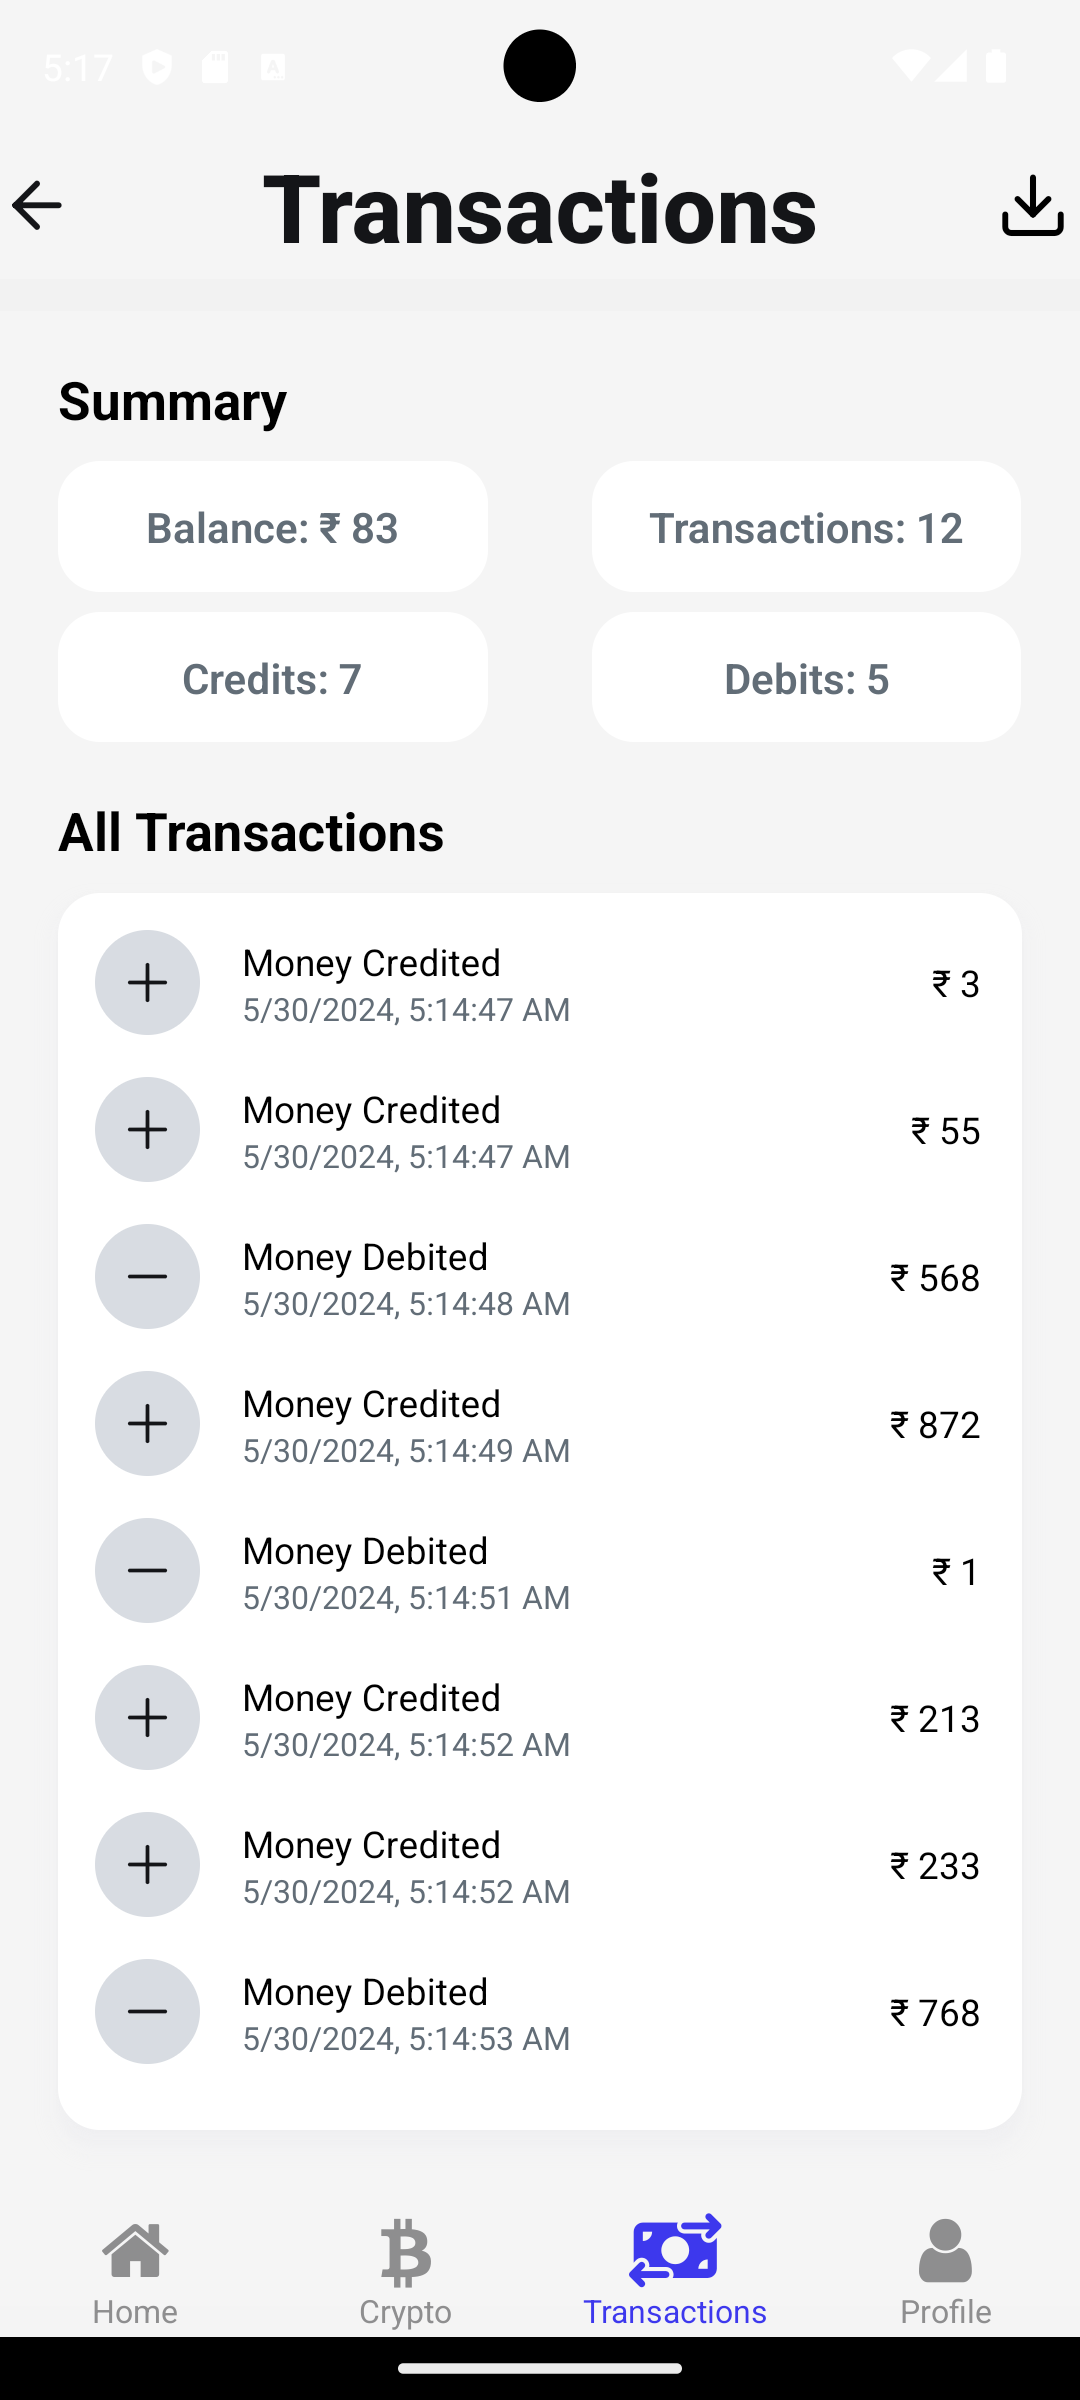 5:17
Transactions
Summary
Balance: ₹ 83
Transactions: 12
Credits: 7
Debits: 5
All Transactions
Money Credited
5/30/2024, 5:14:47 AM
₹ 3
Money Credited
5/30/2024, 5:14:47 AM
₹ 55
Money Debited
5/30/2024, 5:14:48 AM
₹ 568
Money Credited
5/30/2024, 5:14:49 AM
₹ 872
Money Debited
5/30/2024, 5:14:51 AM
₹ 1
Money Credited
5/30/2024, 5:14:52 AM
₹ 213
Money Credited
5/30/2024, 5:14:52 AM
₹ 233
Money Debited
5/30/2024, 5:14:53 AM
₹ 768
Home
Crypto
Transactions
Profile